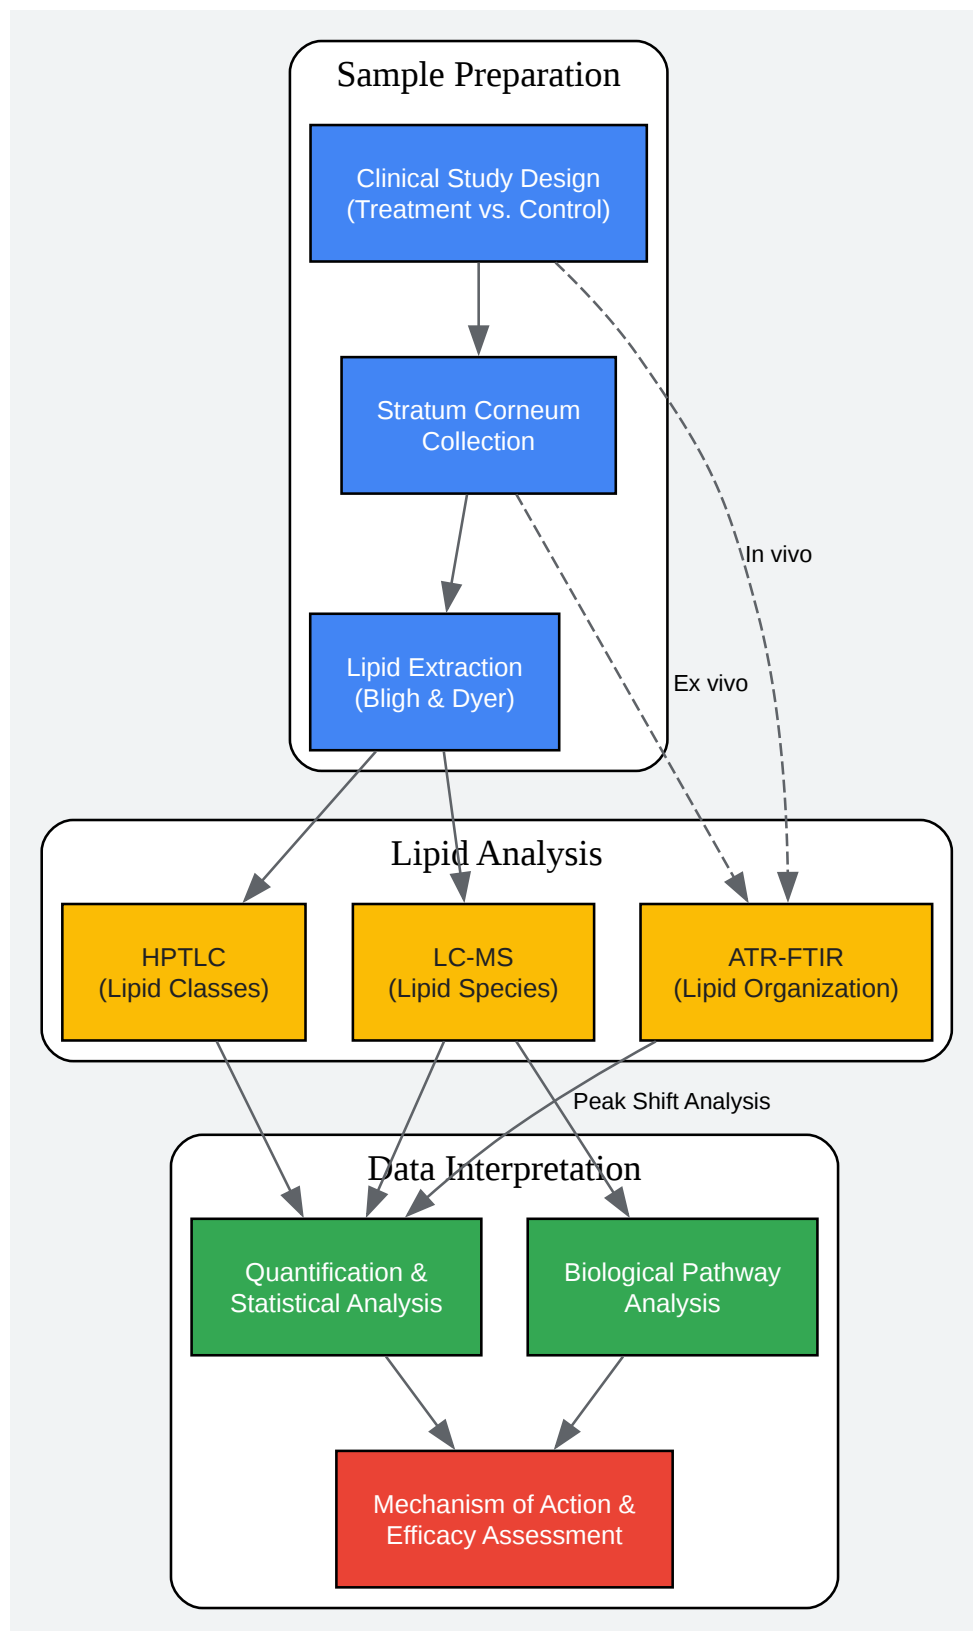 Sample Preparation
Clinical Study Design
(Treatment vs. Control)
Stratum Corneum
Collection
In vivo
Ex vivo
Lipid Extraction
(Bligh & Dyer)
Lipid Analysis
HPTLC
(Lipid Classes)
LC-MS
(Lipid Species)
ATR-FTIR
(Lipid Organization)
Peak Shift Analysis
Data Interpretation
Quantification &
Statistical Analysis
Biological Pathway
Analysis
Mechanism of Action &
Efficacy Assessment